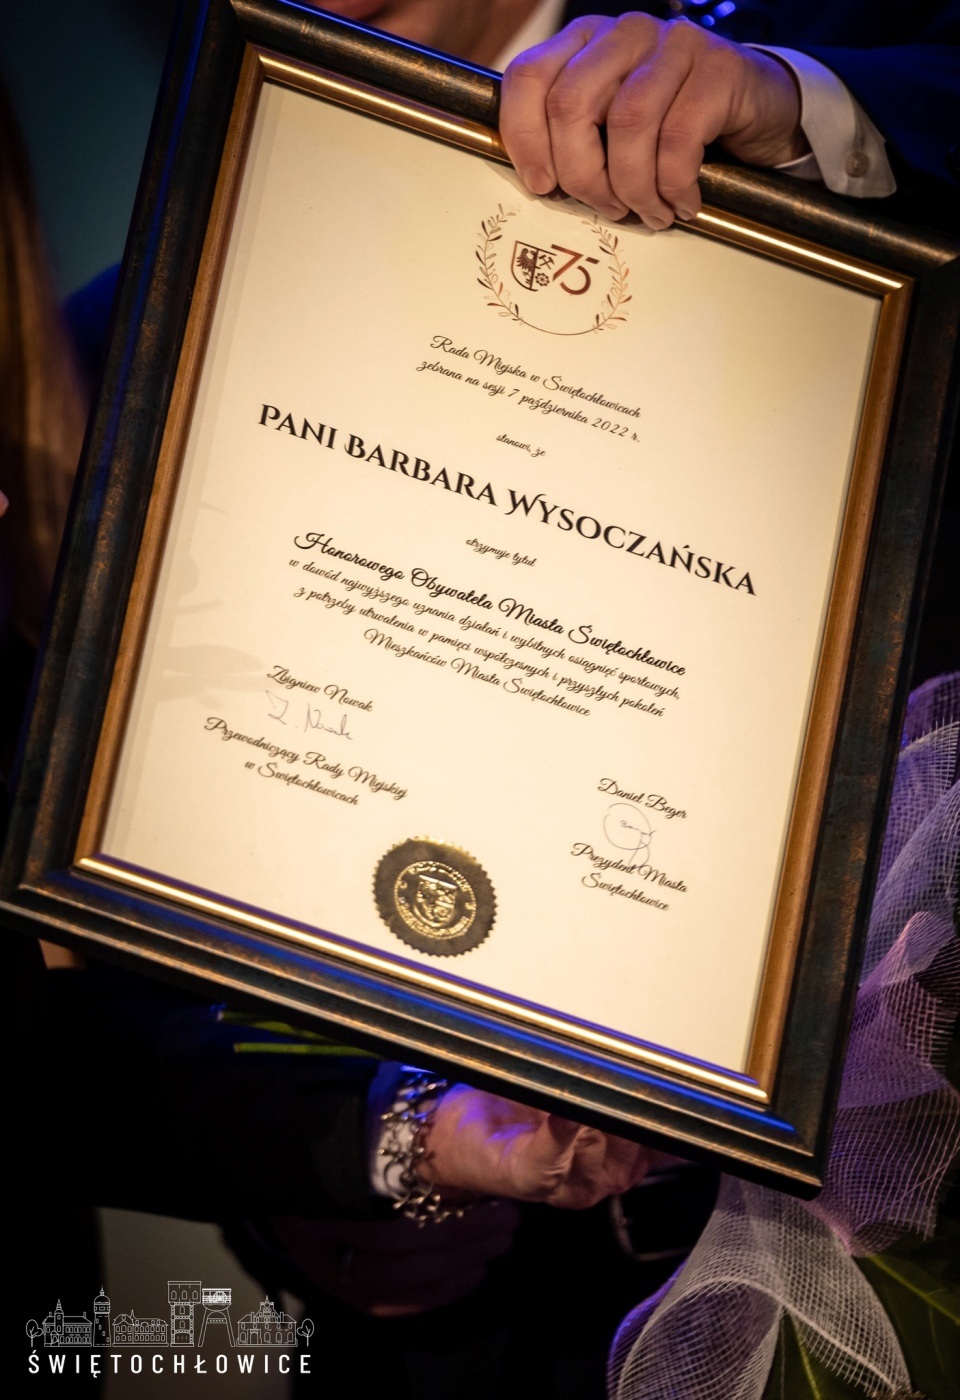 75
Rada Miejska w Świętochłowicach
zebrana na sesji 7 października 2022 r.
stanowi, że
PANI BARBARA WYSOCZAŃSKA
otrzymuje tytuł
Honorowego Obywatela Miasta Świętochłowice
w dowód najwyższego uznania działań i wybitnych osiągnięć sportowych,
z potrzeby utrwalenia w pamięci współczesnych i przyszłych pokoleń
Mieszkańców Miasta Świętochłowice
Zbigniew Nowak
Z. Nowak
Przewodniczący Rady Miejskiej
w Świętochłowicach
Daniel Beger
Prezydent Miasta
Świętochłowice
ŚWIĘTOCHŁOWICE